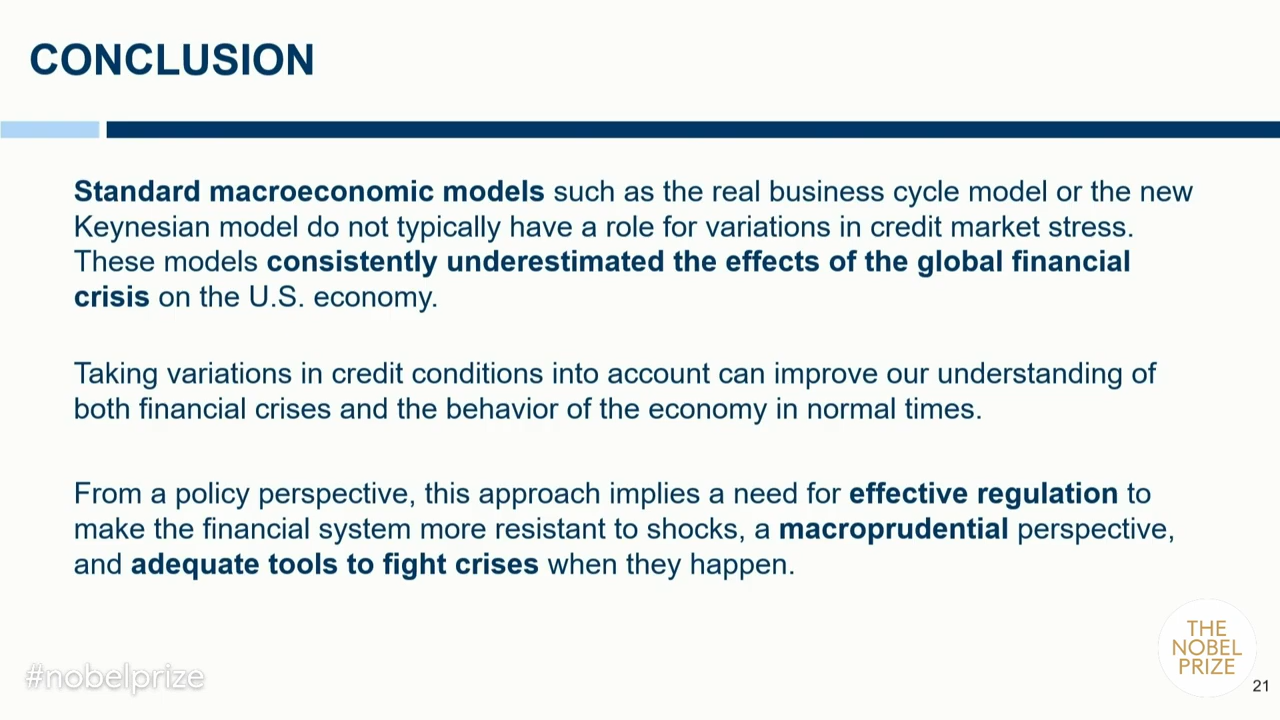 CONCLUSION
Standard macroeconomic models such as the real business cycle model or the new
Keynesian model do not typically have a role for variations in credit market stress.
These models consistently underestimated the effects of the global financial
crisis on the U.S. economy.
Taking variations in credit conditions into account can improve our understanding of
both financial crises and the behavior of the economy in normal times.
From a policy perspective, this approach implies a need for effective regulation to
make the financial system more resistant to shocks, a macroprudential perspective,
and adequate tools to fight crises when they happen.
#nobelprize
THE
NOBEL
PRIZE
21